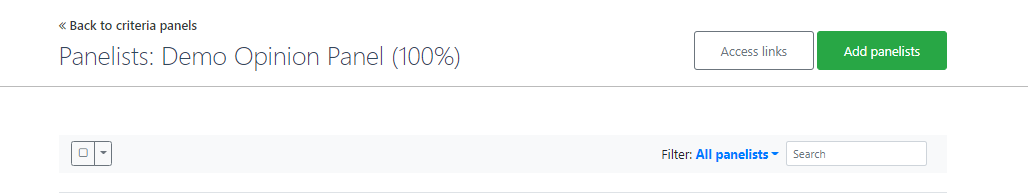 « Back to criteria panels
Panelists: Demo Opinion Panel (100%)
Access links
Add panelists
Filter: All panelists
Search